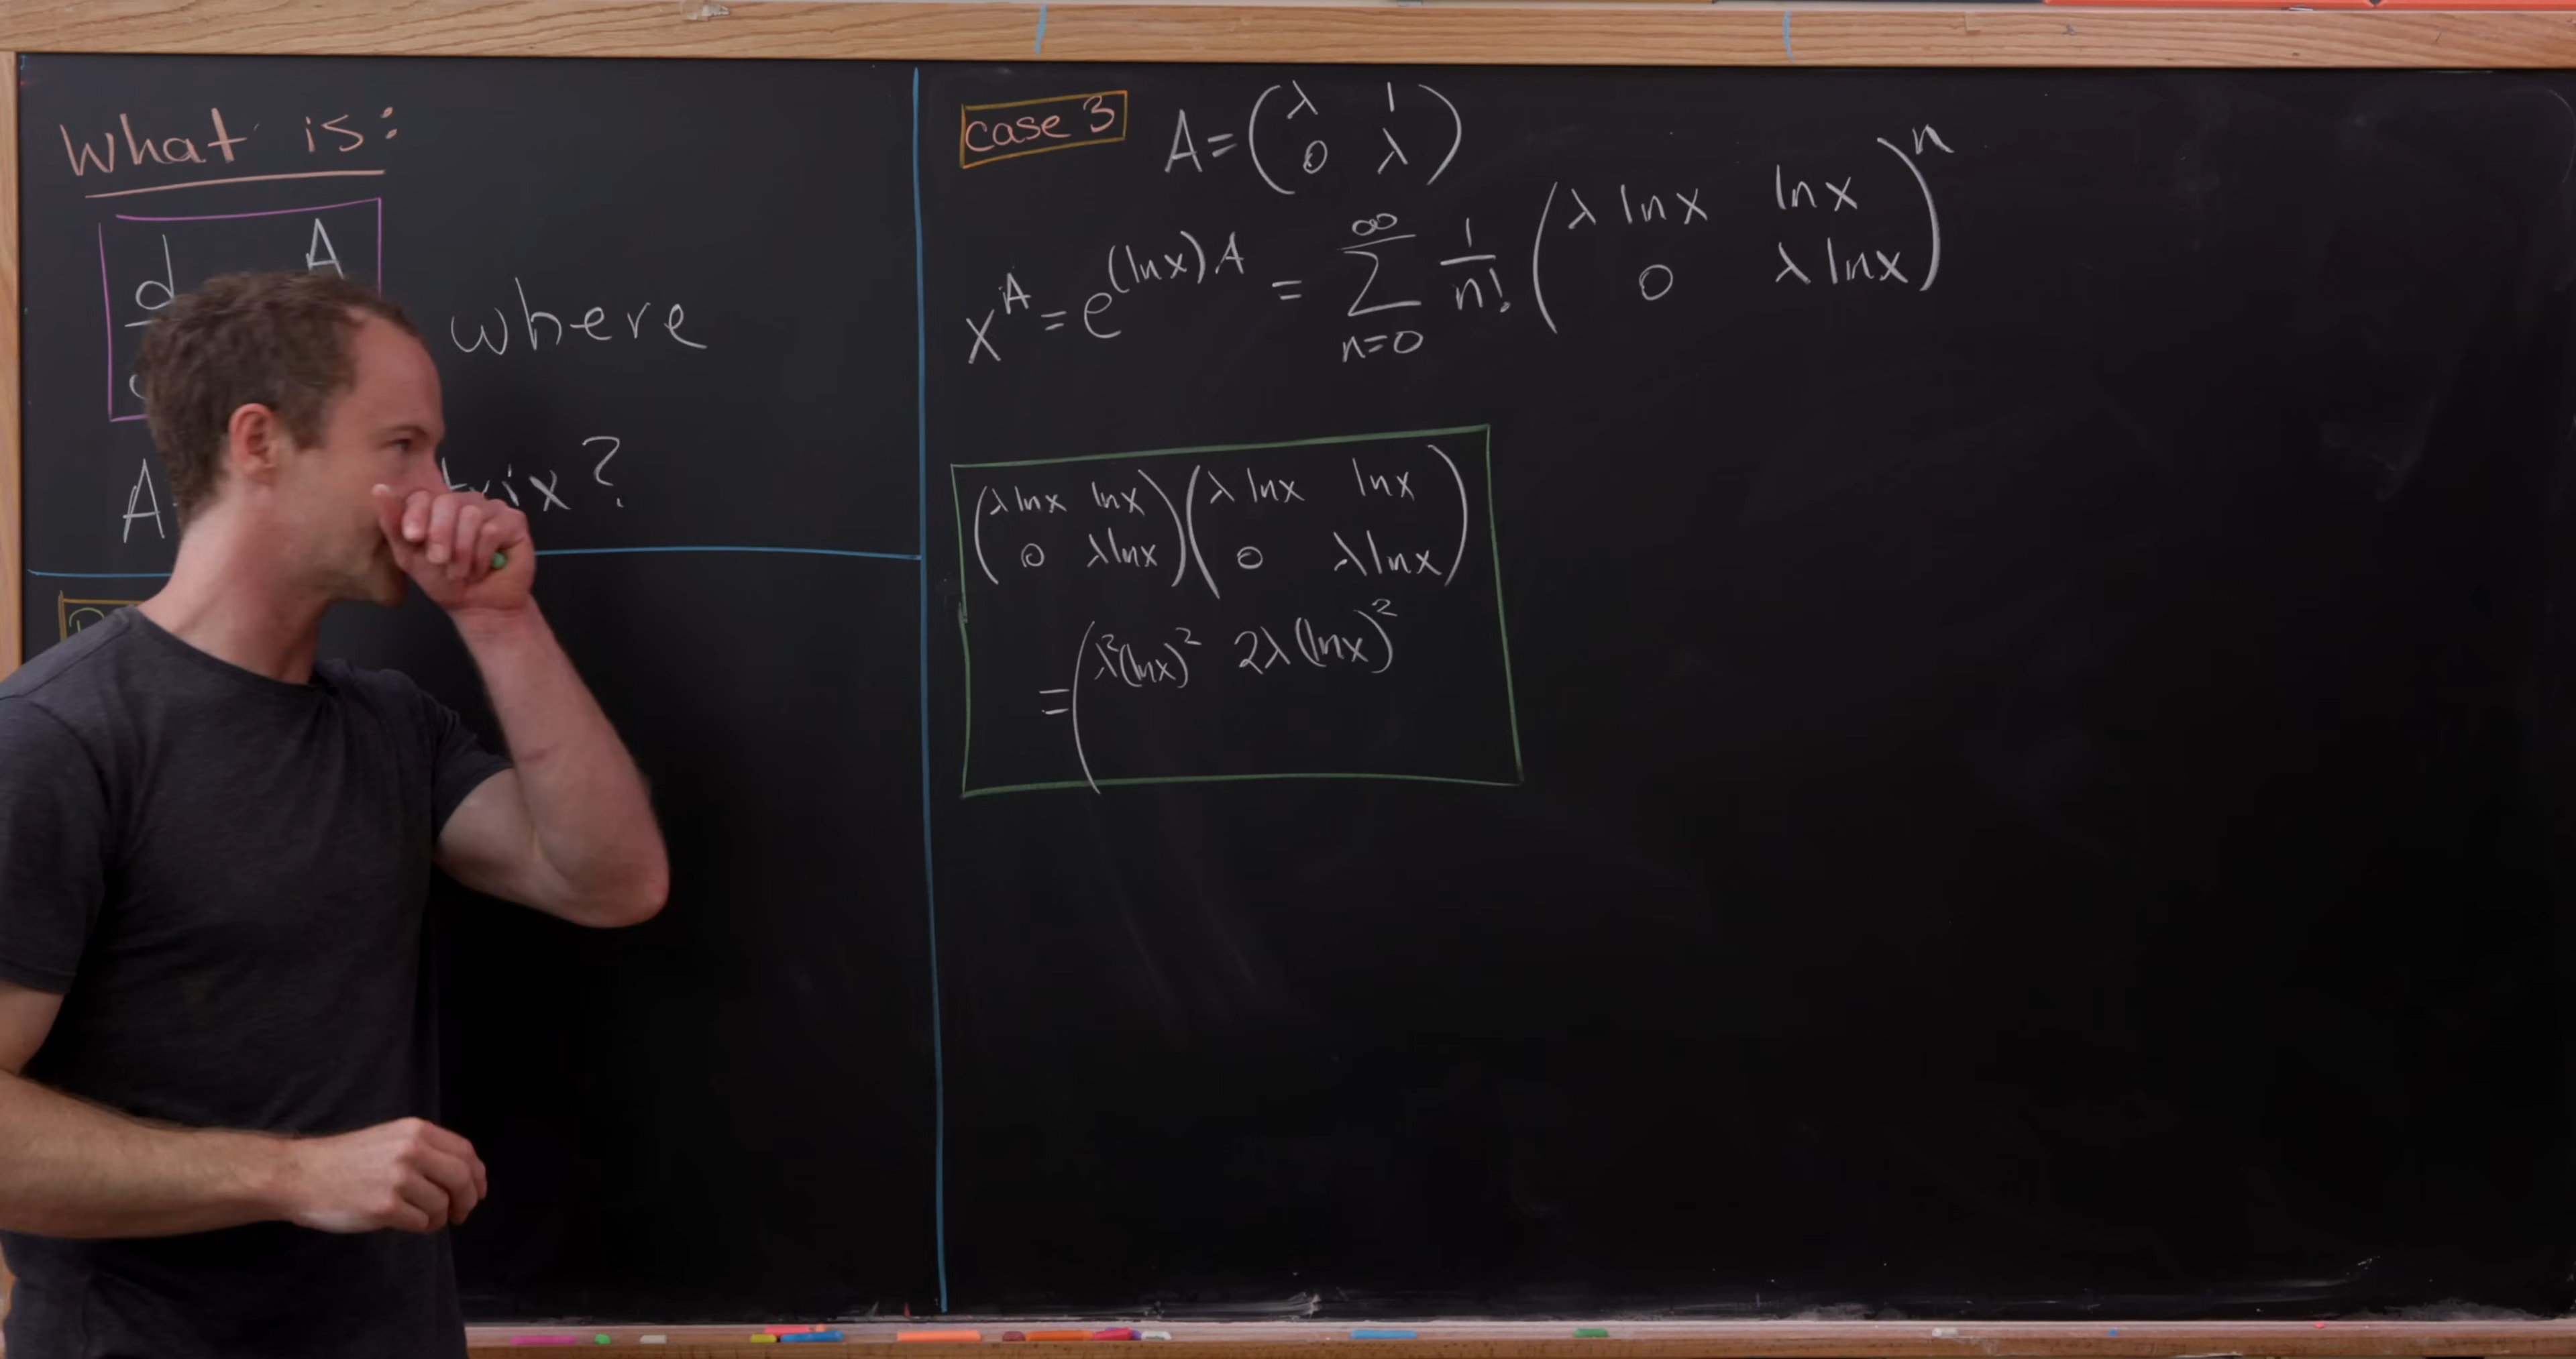 What is:
d A
where
A trix?
case 3 A = (λ 1; 0 λ)
x^A = e^{(ln x)A} = ∑_{n=0}^{∞} 1/n! (λ ln x ln x; 0 λ ln x)^n
(λ ln x ln x; 0 λ ln x)(λ ln x ln x; 0 λ ln x)
= (λ²(ln x)² 2λ(ln x)²